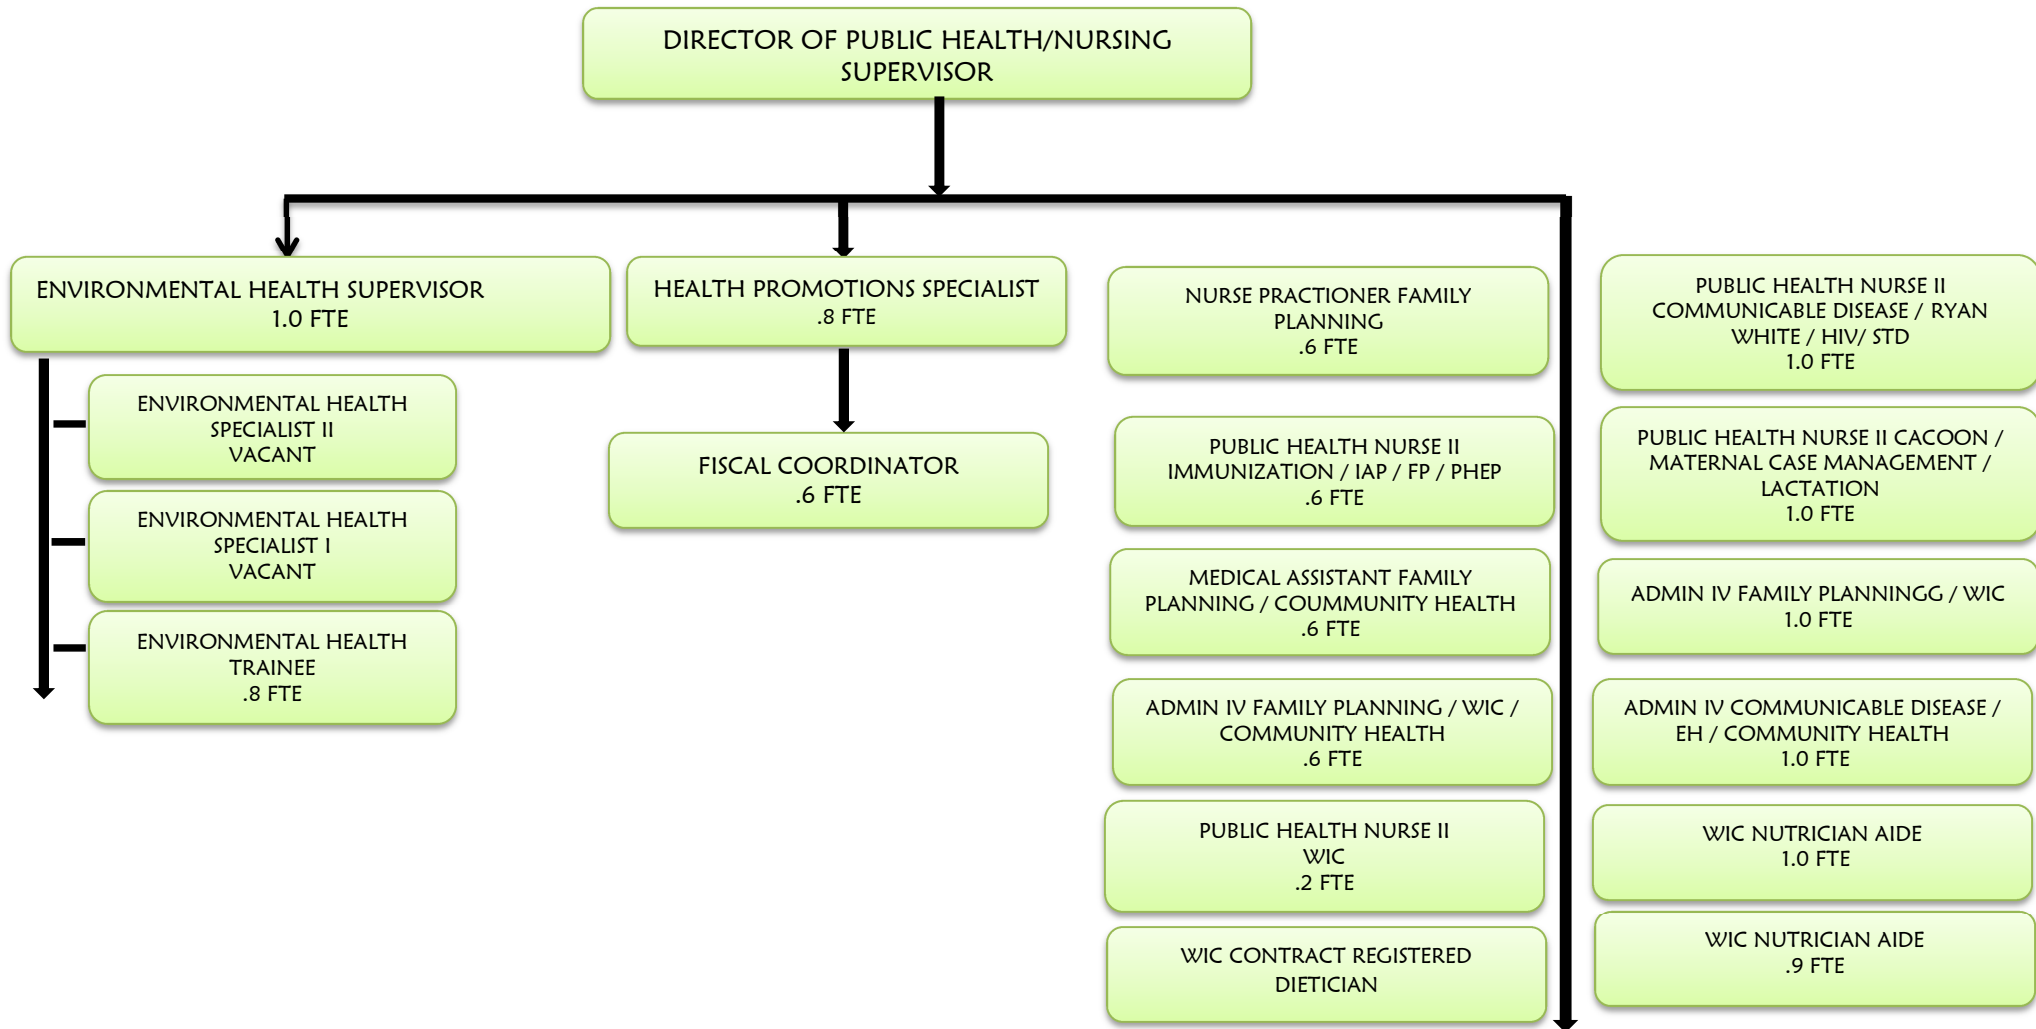 DIRECTOR OF PUBLIC HEALTH/NURSING
SUPERVISOR
ENVIRONMENTAL HEALTH SUPERVISOR
1.0 FTE
ENVIRONMENTAL HEALTH
SPECIALIST II
VACANT
ENVIRONMENTAL HEALTH
SPECIALIST I
VACANT
ENVIRONMENTAL HEALTH
TRAINEE
.8 FTE
HEALTH PROMOTIONS SPECIALIST
.8 FTE
FISCAL COORDINATOR
.6 FTE
NURSE PRACTIONER FAMILY
PLANNING
.6 FTE
PUBLIC HEALTH NURSE II
IMMUNIZATION / IAP / FP / PHEP
.6 FTE
MEDICAL ASSISTANT FAMILY
PLANNING / COUMMUNITY HEALTH
.6 FTE
ADMIN IV FAMILY PLANNING / WIC /
COMMUNITY HEALTH
.6 FTE
PUBLIC HEALTH NURSE II
WIC
.2 FTE
WIC CONTRACT REGISTERED
DIETICIAN
PUBLIC HEALTH NURSE II
COMMUNICABLE DISEASE / RYAN
WHITE / HIV/ STD
1.0 FTE
PUBLIC HEALTH NURSE II CACOON /
MATERNAL CASE MANAGEMENT /
LACTATION
1.0 FTE
ADMIN IV FAMILY PLANNINGG / WIC
1.0 FTE
ADMIN IV COMMUNICABLE DISEASE /
EH / COMMUNITY HEALTH
1.0 FTE
WIC NUTRICIAN AIDE
1.0 FTE
WIC NUTRICIAN AIDE
.9 FTE